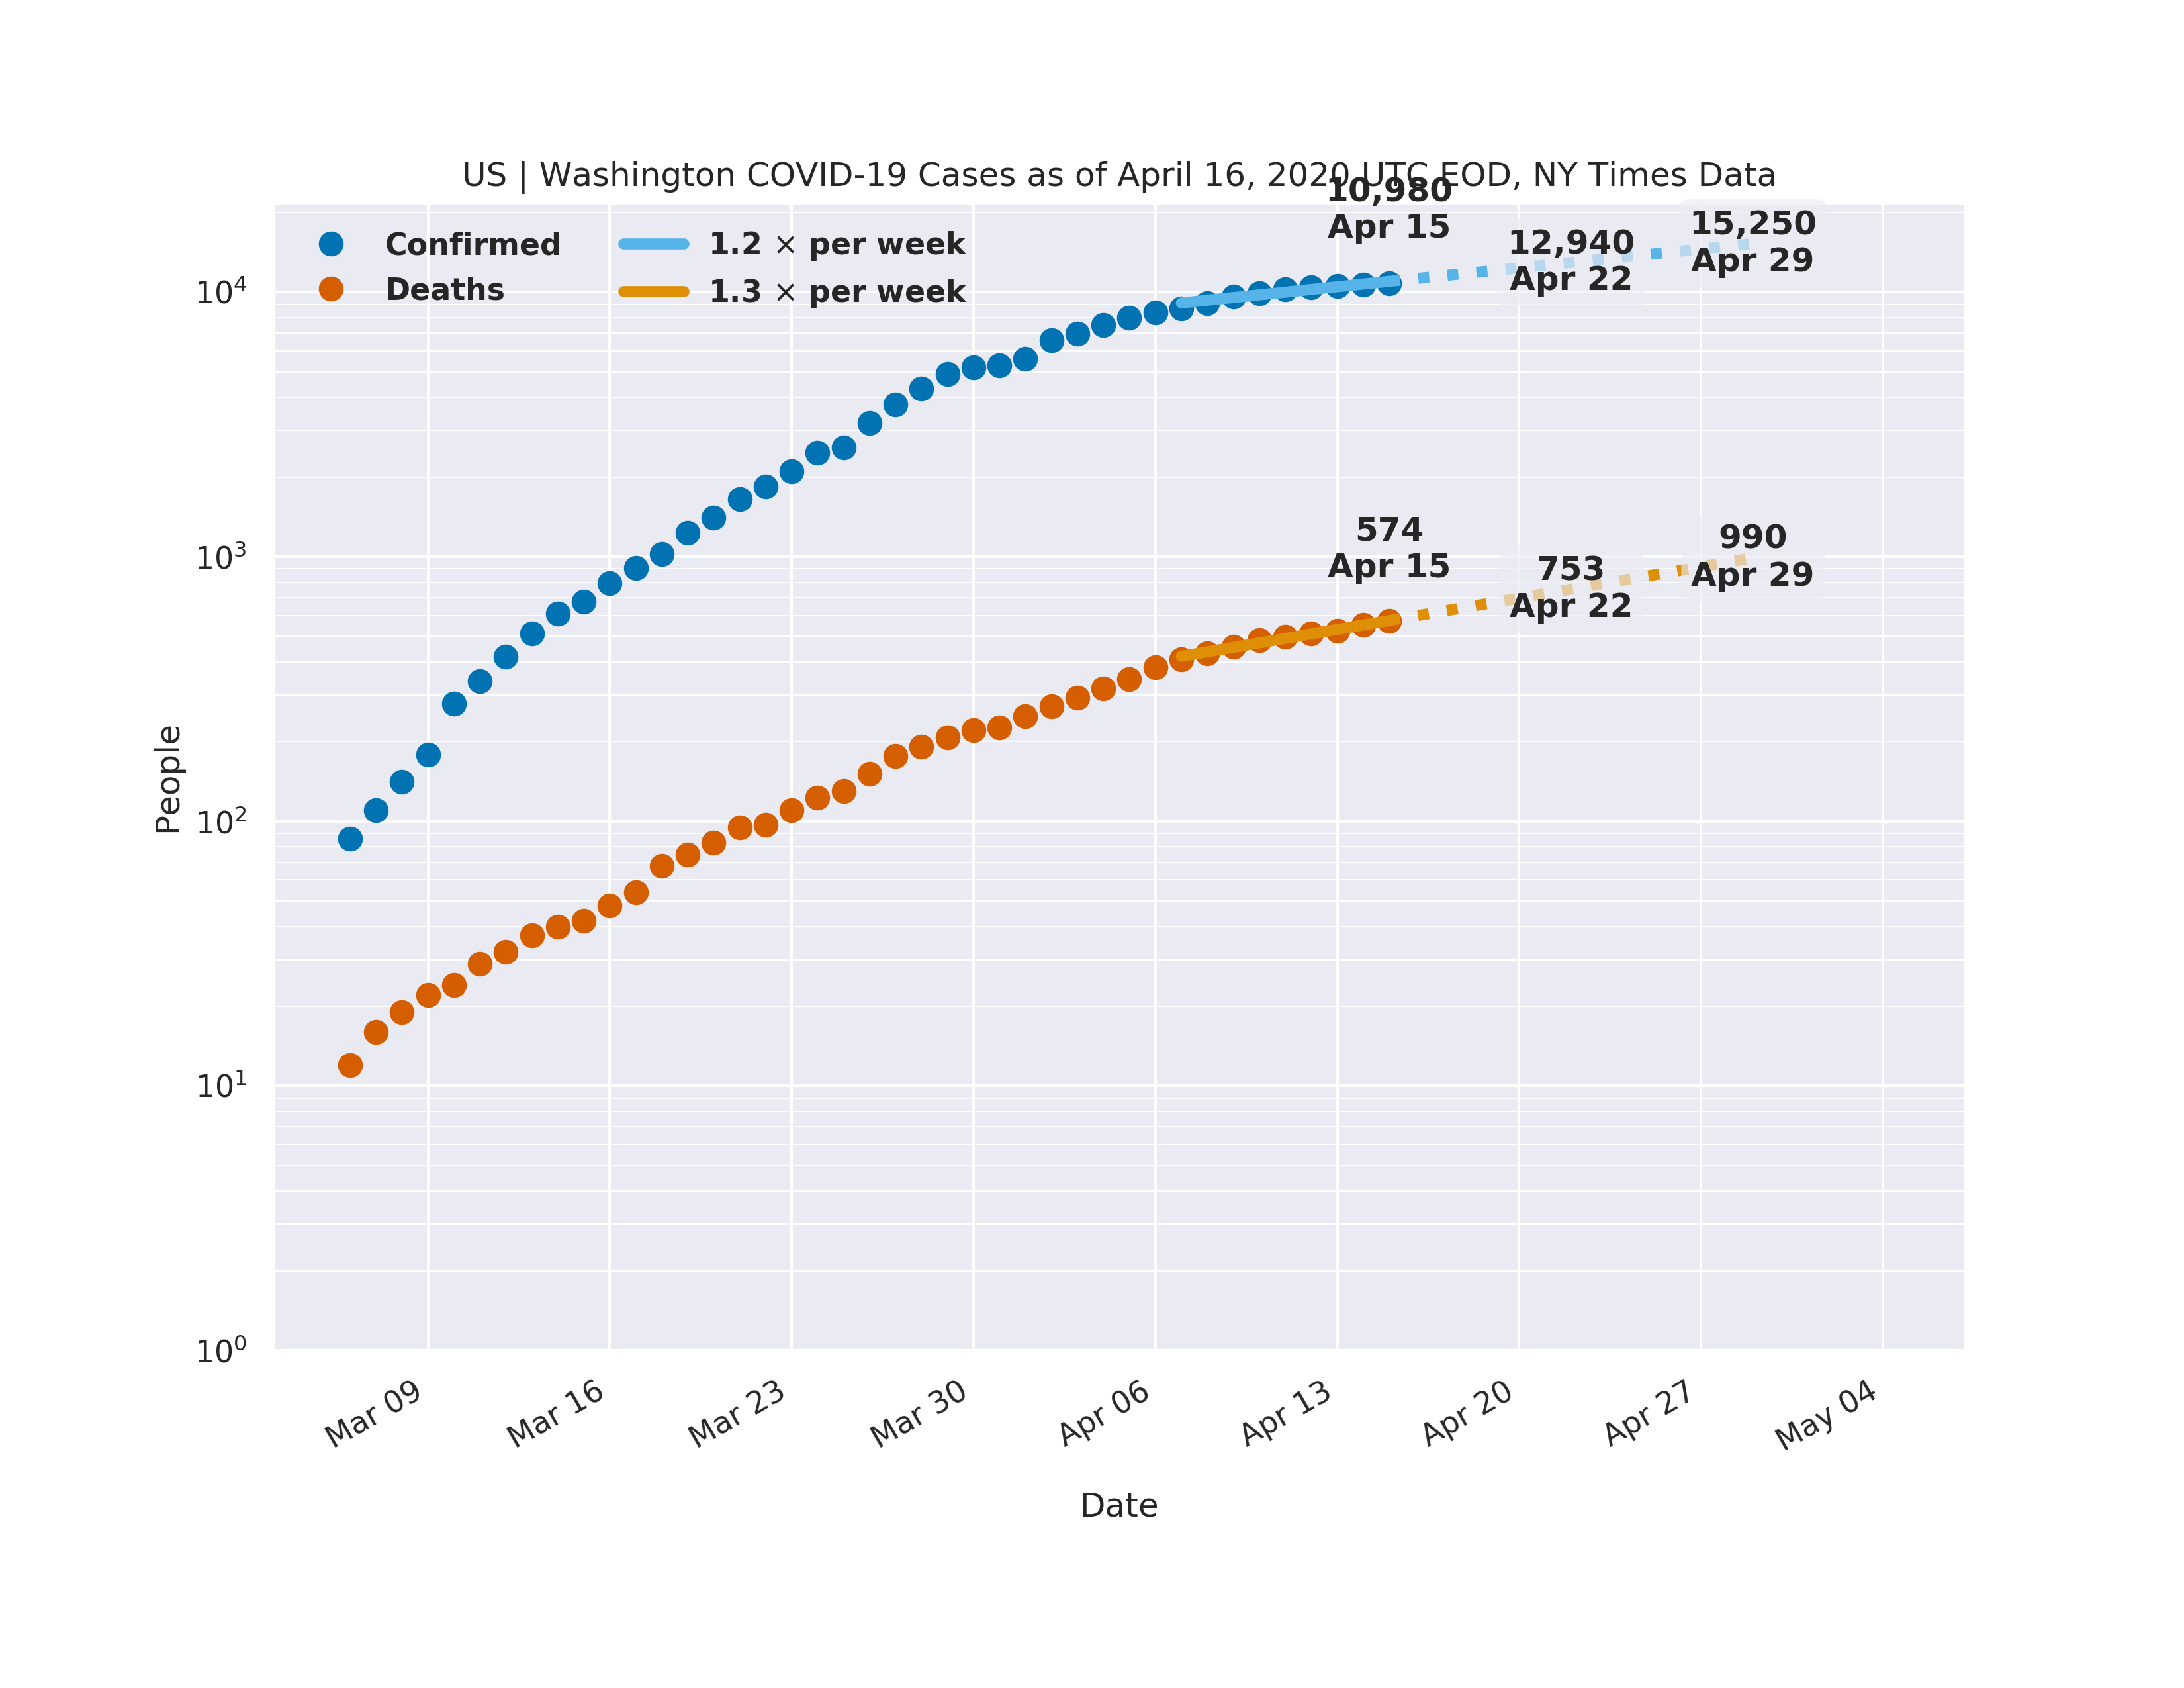 US | Washington COVID-19 Cases as of April 16, 2020 UTC EOD, NY Times Data
10,980
Apr 15
12,940
Apr 22
15,250
Apr 29
Confirmed
Deaths
1.2 × per week
1.3 × per week
574
Apr 15
753
Apr 22
990
Apr 29
People
10⁴
10³
10²
10¹
10⁰
Mar 09
Mar 16
Mar 23
Mar 30
Apr 06
Apr 13
Apr 20
Apr 27
May 04
Date